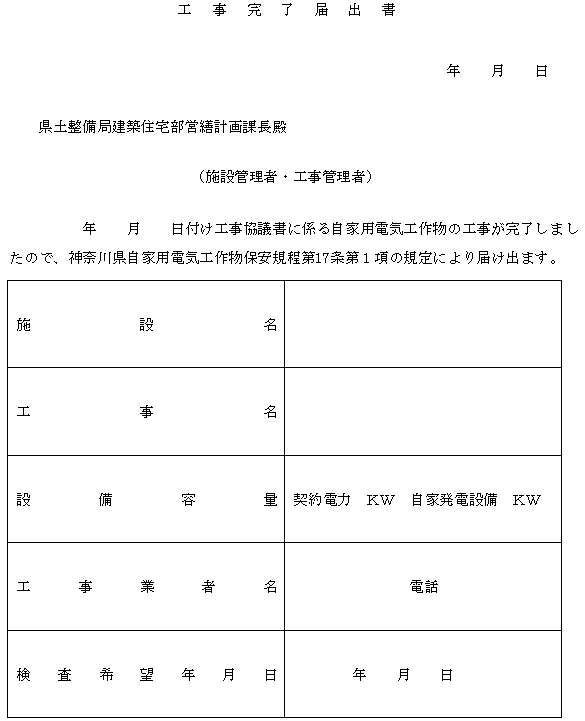 工事完了届出書
年　月　日
県土整備局建築住宅部営繕計画課長殿
（施設管理者・工事管理者）
年　月　日付け工事協議書に係る自家用電気工作物の工事が完了しまし
たので、神奈川県自家用電気工作物保安規程第17条第１項の規定により届け出ます。
施設名
工事名
設備容量　契約電力　ＫＷ　自家発電設備　ＫＷ
工事業者名　電話
検査希望年月日　年　月　日